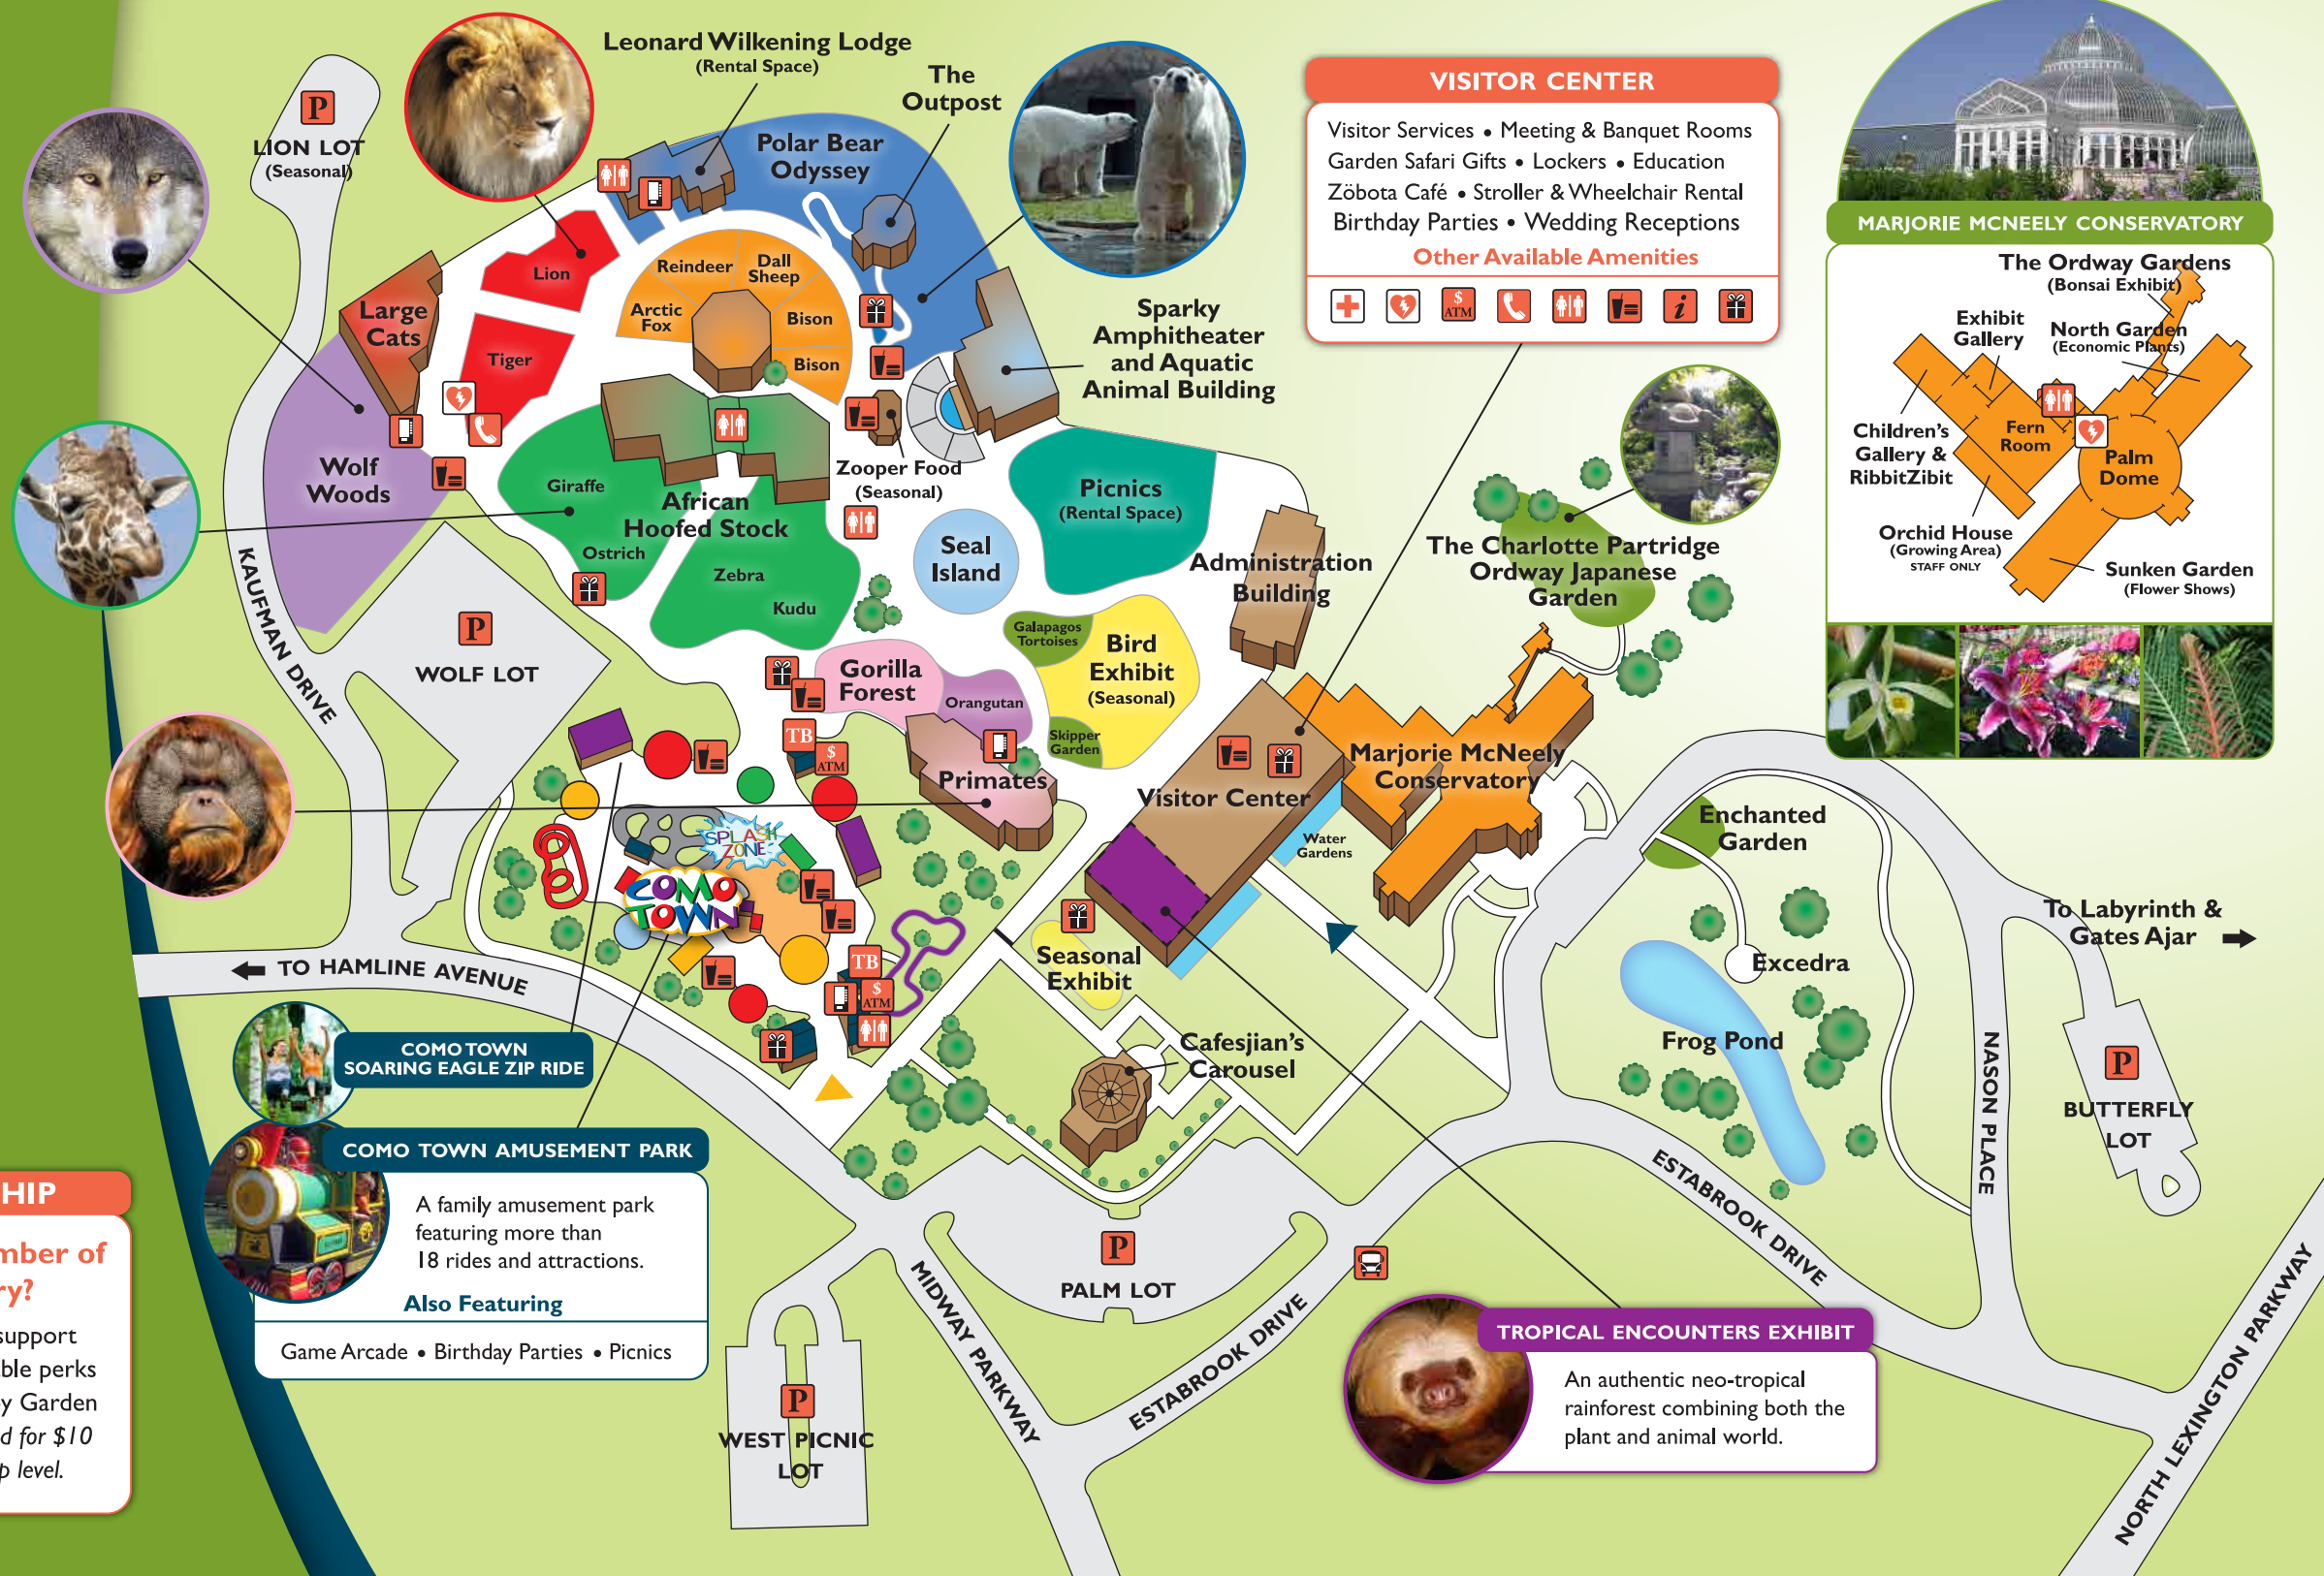 Leonard Wilkening Lodge
(Rental Space)
The
Outpost
P
LION LOT
(Seasonal)
Polar Bear
Odyssey
Lion
Reindeer
Dall
Sheep
Arctic
Fox
Bison
Bison
Large
Cats
Tiger
Sparky
Amphitheater
and Aquatic
Animal Building
VISITOR CENTER
Visitor Services • Meeting & Banquet Rooms
Garden Safari Gifts • Lockers • Education
Zöbota Café • Stroller & Wheelchair Rental
Birthday Parties • Wedding Receptions
Other Available Amenities
$
ATM
i
MARJORIE MCNEELY CONSERVATORY
The Ordway Gardens
(Bonsai Exhibit)
Exhibit
Gallery
North Garden
(Economic Plants)
Children's
Gallery &
RibbitZibit
Fern
Room
Palm
Dome
Orchid House
(Growing Area)
STAFF ONLY
Sunken Garden
(Flower Shows)
Wolf
Woods
Giraffe
African
Hoofed Stock
Ostrich
Zebra
Kudu
Zooper Food
(Seasonal)
Seal
Island
Picnics
(Rental Space)
Administration
Building
The Charlotte Partridge
Ordway Japanese
Garden
KAUFMAN DRIVE
P
WOLF LOT
Gorilla
Forest
Orangutan
Galapagos
Tortoises
Bird
Exhibit
(Seasonal)
Skipper
Garden
TB
$
ATM
Primates
Visitor Center
Marjorie McNeely
Conservatory
Water
Gardens
Enchanted
Garden
SPLASH
ZONE
COMO
TOWN
To Labyrinth &
Gates Ajar
TO HAMLINE AVENUE
TB
$
ATM
Seasonal
Exhibit
Excedra
Frog Pond
Cafesjian's
Carousel
COMO TOWN
SOARING EAGLE ZIP RIDE
NASON PLACE
P
BUTTERFLY
LOT
COMO TOWN AMUSEMENT PARK
A family amusement park
featuring more than
18 rides and attractions.
Also Featuring
Game Arcade • Birthday Parties • Picnics
P
PALM LOT
ESTABROOK DRIVE
MIDWAY PARKWAY
ESTABROOK DRIVE
P
WEST PICNIC
LOT
NORTH LEXINGTON PARKWAY
TROPICAL ENCOUNTERS EXHIBIT
An authentic neo-tropical
rainforest combining both the
plant and animal world.
HIP
mber of
ry?
support
ble perks
y Garden
d for $10
p level.